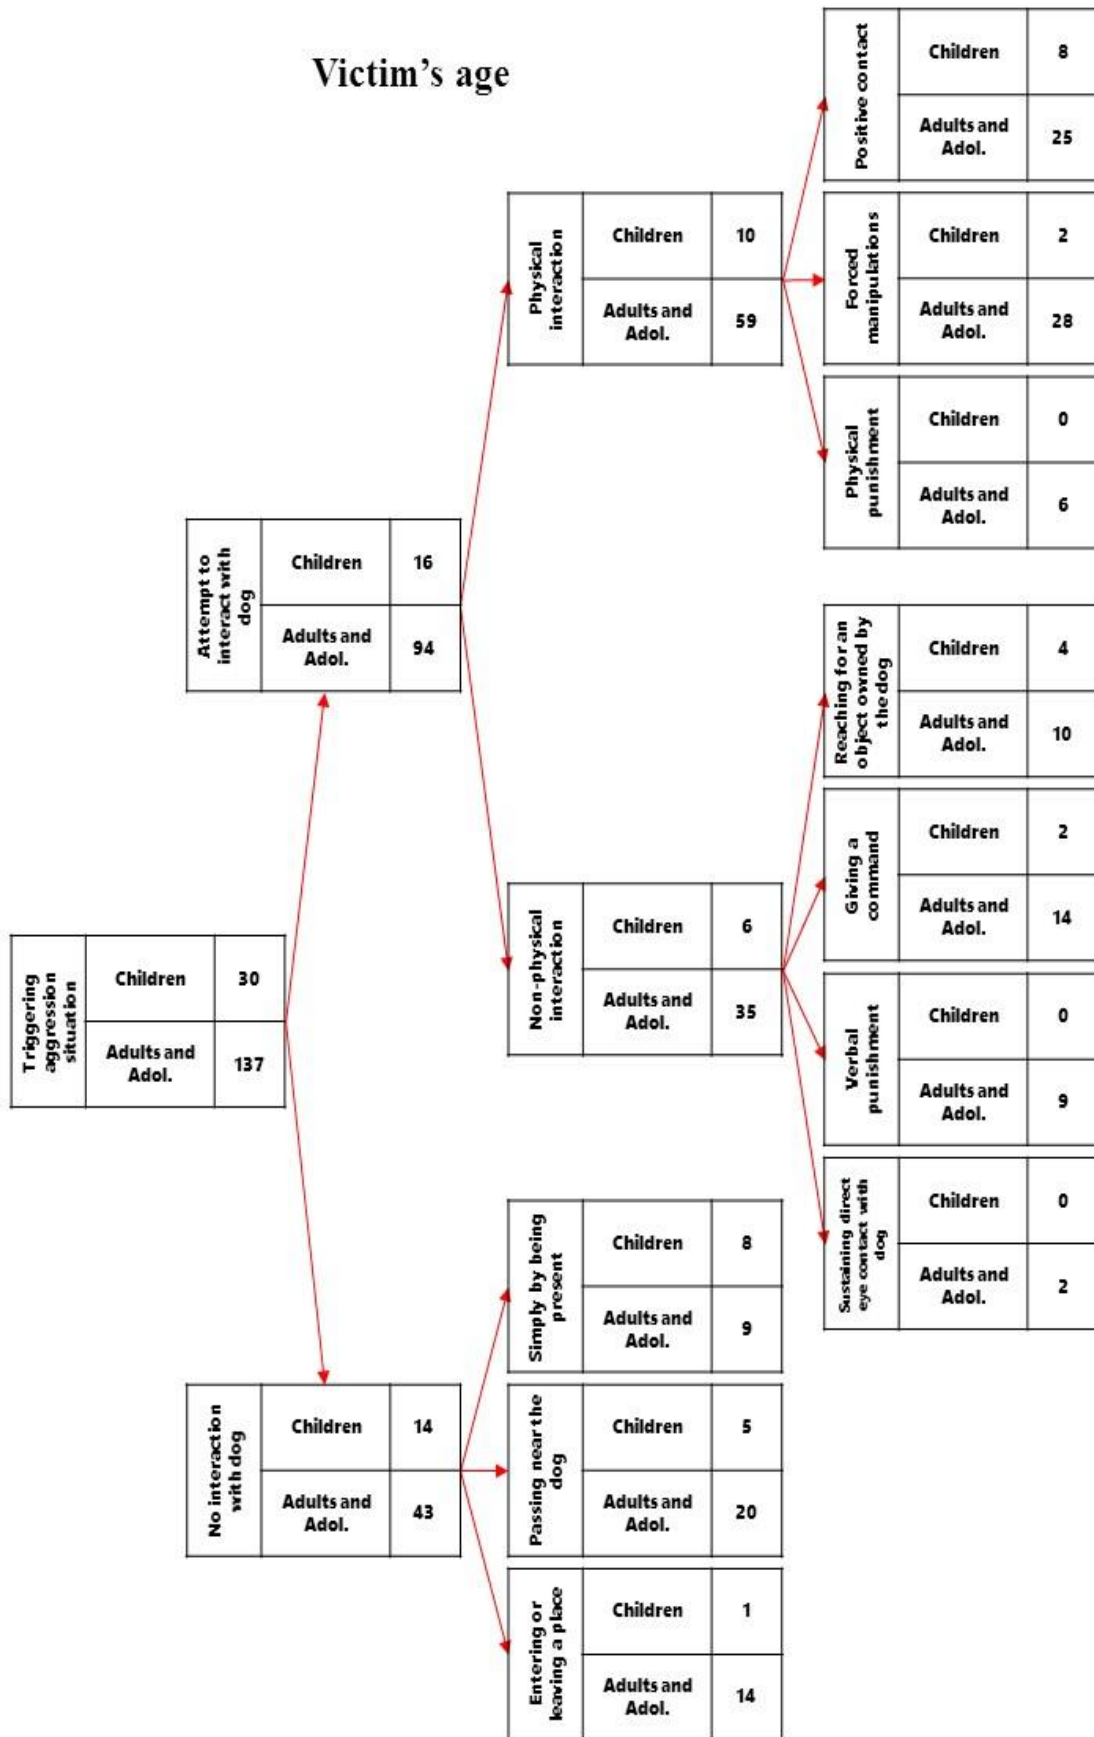 Victim's age
Triggering
aggression
situation
Children
30
Adults and
Adol.
137
Attempt to
interact with
dog
Children
16
Adults and
Adol.
94
No interaction
with dog
Children
14
Adults and
Adol.
43
Physical
interaction
Children
10
Adults and
Adol.
59
Non-physical
interaction
Children
6
Adults and
Adol.
35
Simply by being
present
Children
8
Adults and
Adol.
9
Passing near the
dog
Children
5
Adults and
Adol.
20
Entering or
leaving a place
Children
1
Adults and
Adol.
14
Positive contact
Children
8
Adults and
Adol.
25
Forced
manipulations
Children
2
Adults and
Adol.
28
Physical
punishment
Children
0
Adults and
Adol.
6
Reaching for an
object owned by
the dog
Children
4
Adults and
Adol.
10
Giving a
command
Children
2
Adults and
Adol.
14
Verbal
punishment
Children
0
Adults and
Adol.
9
Sustaining direct
eye contact with
dog
Children
0
Adults and
Adol.
2